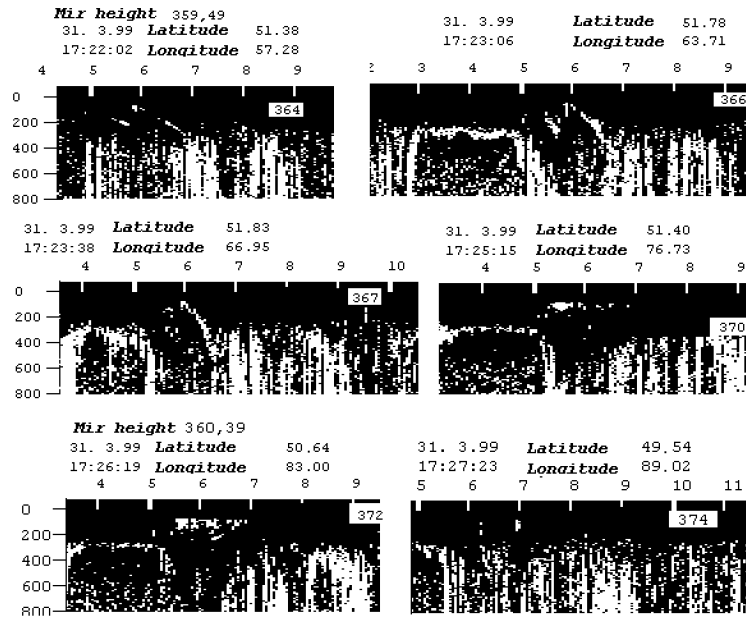 Mir height 359,49
31. 3.99 Latitude 51.38
17:22:02 Longitude 57.28
31. 3.99 Latitude 51.78
17:23:06 Longitude 63.71
4 5 6 7 8 9
2 3 4 5 6 7 8 9
0
200
400
600
800
364
366
31. 3.99 Latitude 51.83
17:23:38 Longitude 66.95
31. 3.99 Latitude 51.40
17:25:15 Longitude 76.73
4 5 6 7 8 9 10
4 5 6 7 8 9
0
200
400
600
800
367
370
Mir height 360,39
31. 3.99 Latitude 50.64
17:26:19 Longitude 83.00
31. 3.99 Latitude 49.54
17:27:23 Longitude 89.02
4 5 6 7 8 9
5 6 7 8 9 10 11
0
200
400
600
800
372
374